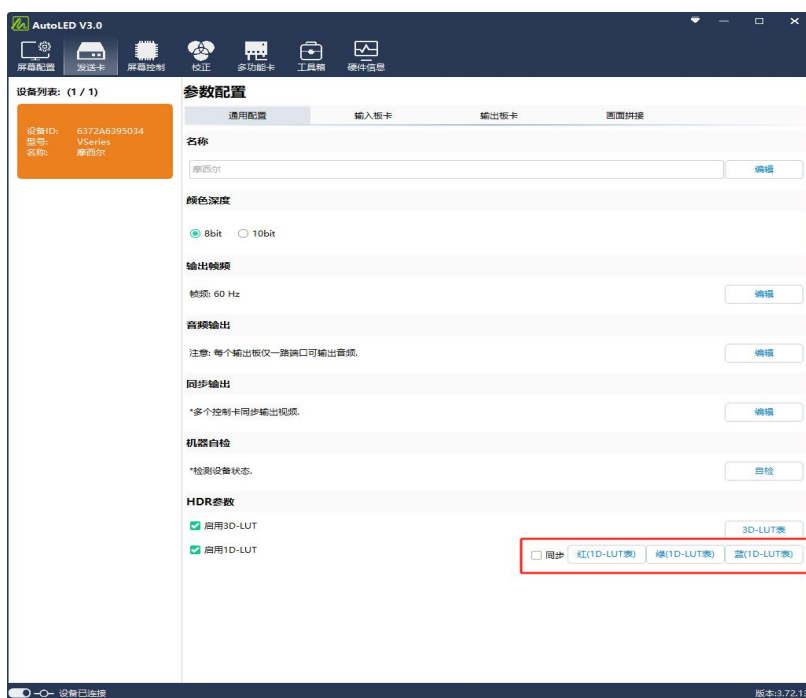 AutoLED V3.0
屏幕配置 发送卡 屏幕控制 校正 多功能卡 工具箱 硬件信息
设备列表: (1 / 1)
设备ID: 6372A6395034
型号: VSeries
名称: 摩西尔
参数配置
通用配置 输入板卡 输出板卡 画面拼接
名称
摩西尔 编辑
颜色深度
8bit 10bit
输出帧频
帧频: 60 Hz 编辑
音频输出
注意: 每个输出板仅一路端口可输出音频. 编辑
同步输出
*多个控制卡同步输出视频. 编辑
机器自检
*检测设备状态. 自检
HDR参数
启用3D-LUT 3D-LUT表
启用1D-LUT 同步 红(1D-LUT表) 绿(1D-LUT表) 蓝(1D-LUT表)
设备已连接 版本:3.72.13